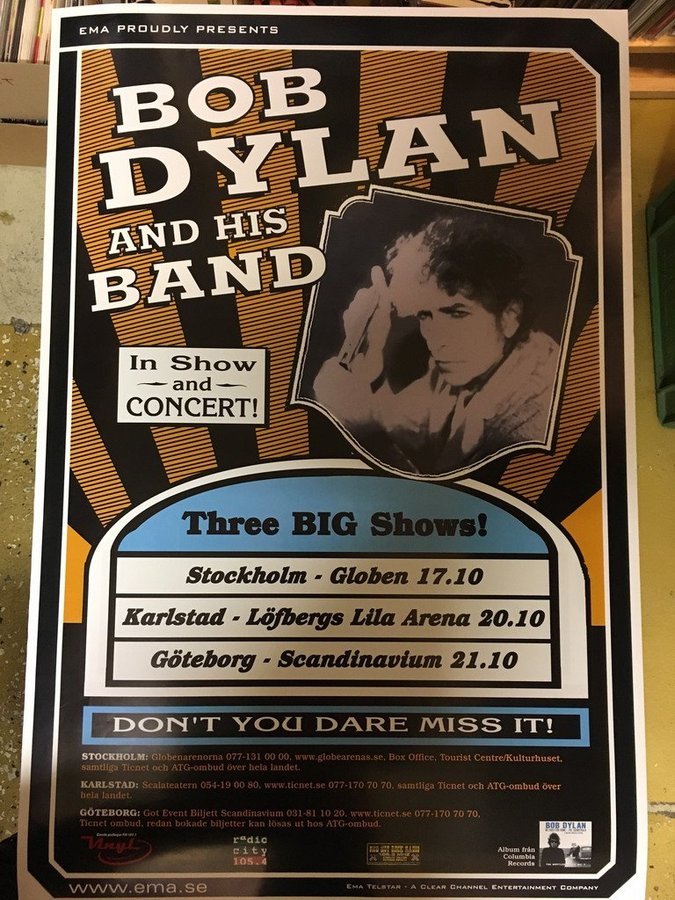 EMA PROUDLY PRESENTS
BOB
DYLAN
AND HIS
BAND
In Show
and
CONCERT!
Three BIG Shows!
Stockholm - Globen 17.10
Karlstad - Löfbergs Lila Arena 20.10
Göteborg - Scandinavium 21.10
DON'T YOU DARE MISS IT!
STOCKHOLM: Globenarenorna 077-131 00 00, www.globearenas.se, Box Office, Tourist Centre/Kulturhuset,
samtliga Ticnet och ATG-ombud över hela landet.
KARLSTAD: Scalateatern 054-19 00 80, www.ticnet.se 077-170 70 70, samtliga Ticnet och ATG-ombud över
hela landet.
GÖTEBORG: Got Event Biljett Scandinavium 031-81 10 20, www.ticnet.se 077-170 70 70,
Ticnet ombud, redan bokade biljetter kan lösas ut hos ATG-ombud.
Vinyl
radio
city
105.4
Album från
Columbia
Records
BOB DYLAN
www.ema.se
EMA TELSTAR - A CLEAR CHANNEL ENTERTAINMENT COMPANY